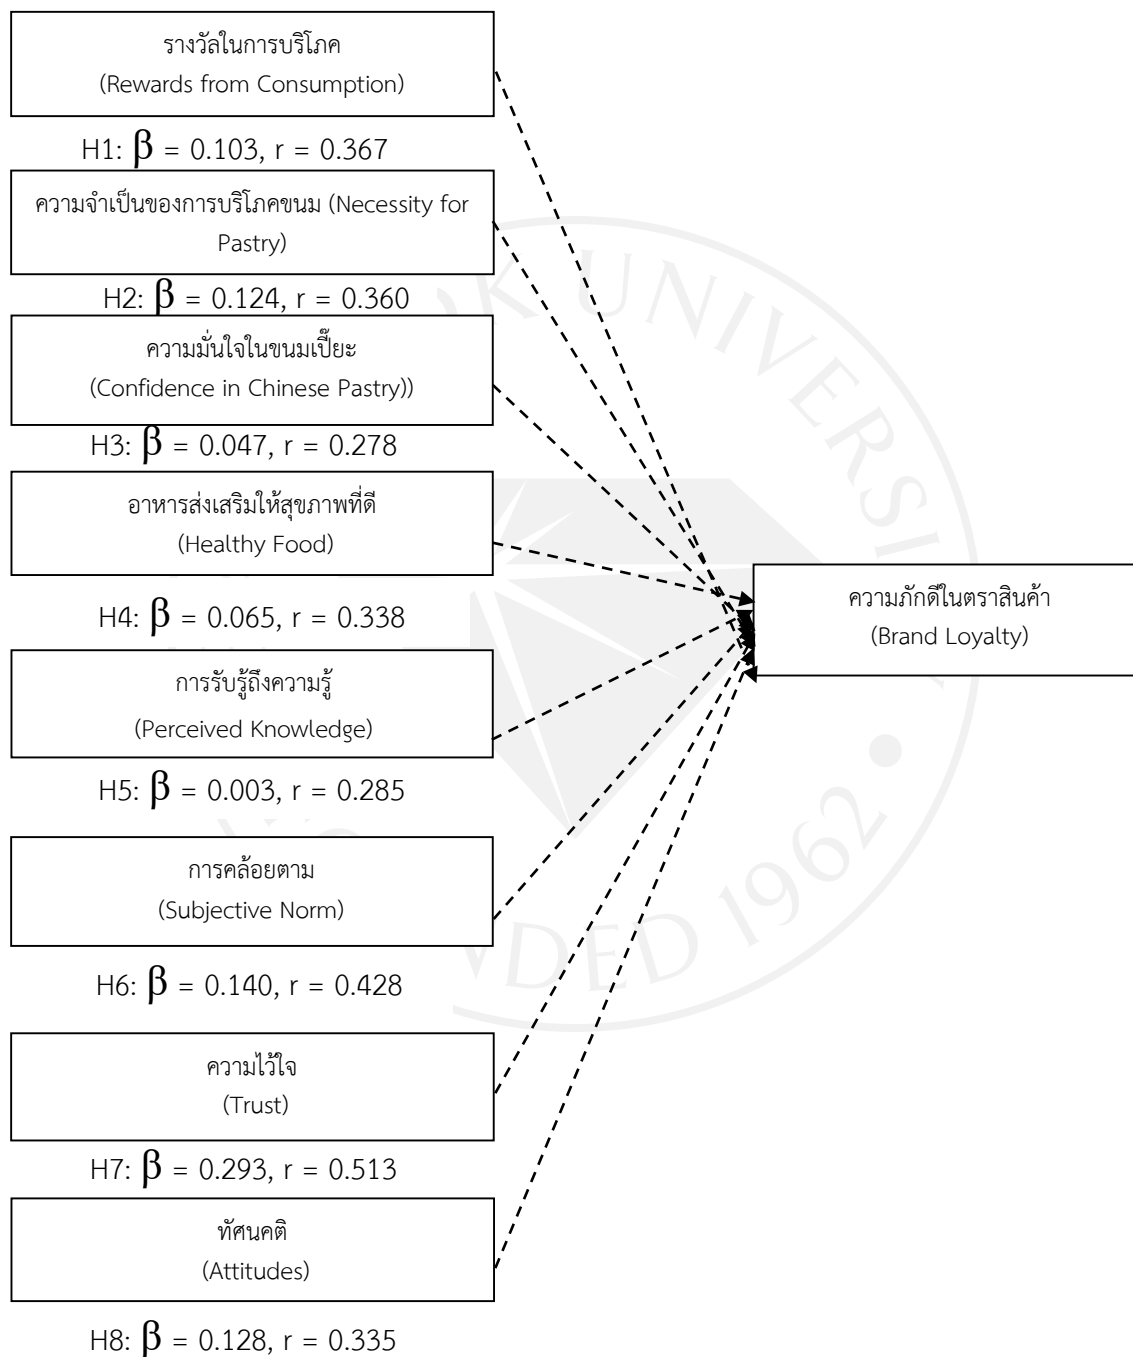 รางวัลในการบริโภค
(Rewards from Consumption)
H1: β = 0.103, r = 0.367
ความจำเป็นของการบริโภคขนม (Necessity for
Pastry)
H2: β = 0.124, r = 0.360
ความมั่นใจในขนมเปี๊ยะ
(Confidence in Chinese Pastry))
H3: β = 0.047, r = 0.278
อาหารส่งเสริมให้สุขภาพที่ดี
(Healthy Food)
H4: β = 0.065, r = 0.338
ความภักดีในตราสินค้า
(Brand Loyalty)
การรับรู้ถึงความรู้
(Perceived Knowledge)
H5: β = 0.003, r = 0.285
การคล้อยตาม
(Subjective Norm)
H6: β = 0.140, r = 0.428
ความไว้ใจ
(Trust)
H7: β = 0.293, r = 0.513
ทัศนคติ
(Attitudes)
H8: β = 0.128, r = 0.335
1962